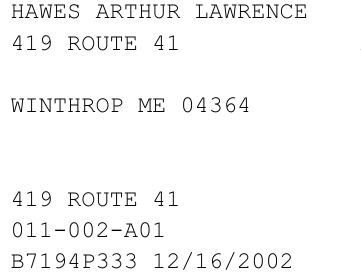 HAWES ARTHUR LAWRENCE
419 ROUTE 41
WINTHROP ME 04364
419 ROUTE 41
011-002-A01
B7194P333 12/16/2002